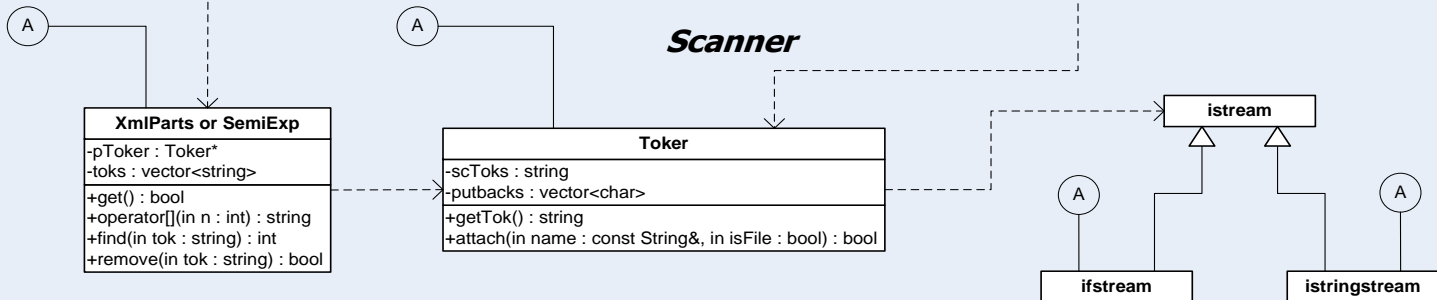 A
A
Scanner
XmlParts or SemiExp
-pToker : Toker*
-toks : vector<string>
+get() : bool
+operator[](in n : int) : string
+find(in tok : string) : int
+remove(in tok : string) : bool
Toker
-scToks : string
-putbacks : vector<char>
+getTok() : string
+attach(in name : const String&, in isFile : bool) : bool
istream
A
A
ifstream
istringstream